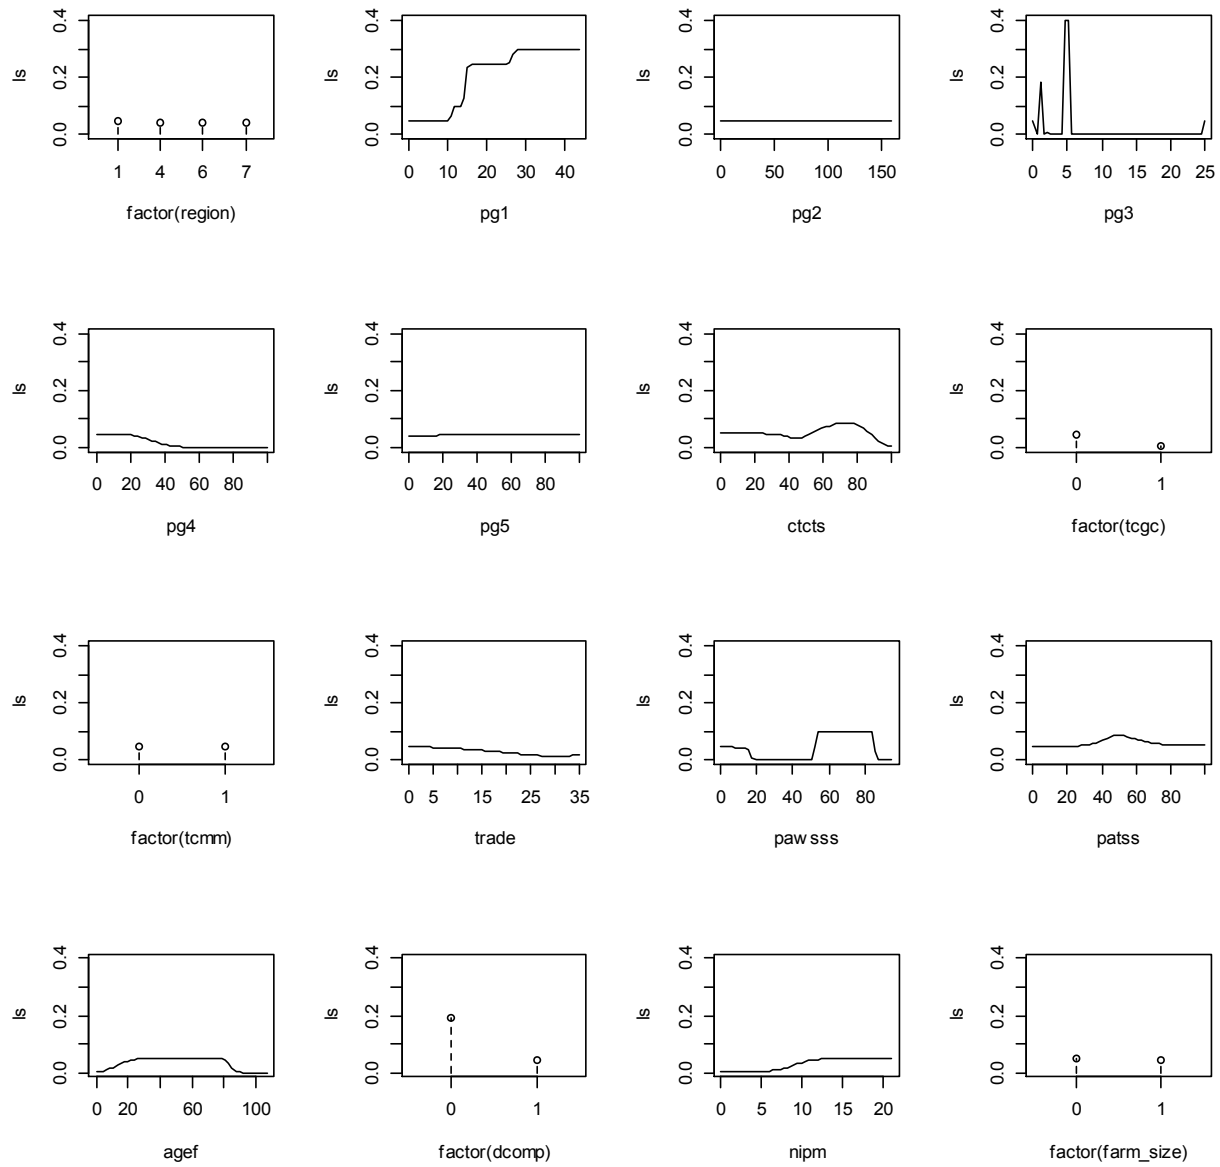 0.4 0.4 0.4 0.4
ls ls ls ls
0.2 0.2 0.2 0.2
0.0 0.0 0.0 0.0
1 4 6 7 0 10 20 30 40 0 50 100 150 0 5 10 15 20 25
factor(region) pg1 pg2 pg3
0.4 0.4 0.4 0.4
ls ls ls ls
0.2 0.2 0.2 0.2
0.0 0.0 0.0 0.0
0 20 40 60 80 0 20 40 60 80 0 20 40 60 80 0 1
pg4 pg5 ctcts factor(tcgc)
0.4 0.4 0.4 0.4
ls ls ls ls
0.2 0.2 0.2 0.2
0.0 0.0 0.0 0.0
0 1 0 5 15 25 35 0 20 40 60 80 0 20 40 60 80
factor(tcmm) trade pawsss patss
0.4 0.4 0.4 0.4
ls ls ls ls
0.2 0.2 0.2 0.2
0.0 0.0 0.0 0.0
0 20 60 100 0 1 0 5 10 15 20 0 1
agef factor(dcomp) nipm factor(farm_size)